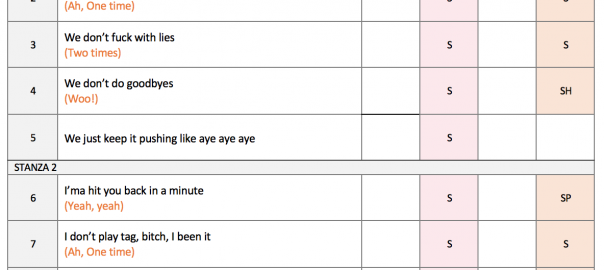 (Ah, One time)
3 We don't fuck with lies S S
(Two times)
4 We don't do goodbyes S SH
(Woo!)
5 We just keep it pushing like aye aye aye S
STANZA 2
6 I'ma hit you back in a minute S SP
(Yeah, yeah)
7 I don't play tag, bitch, I been it S S
(Ah, One time)